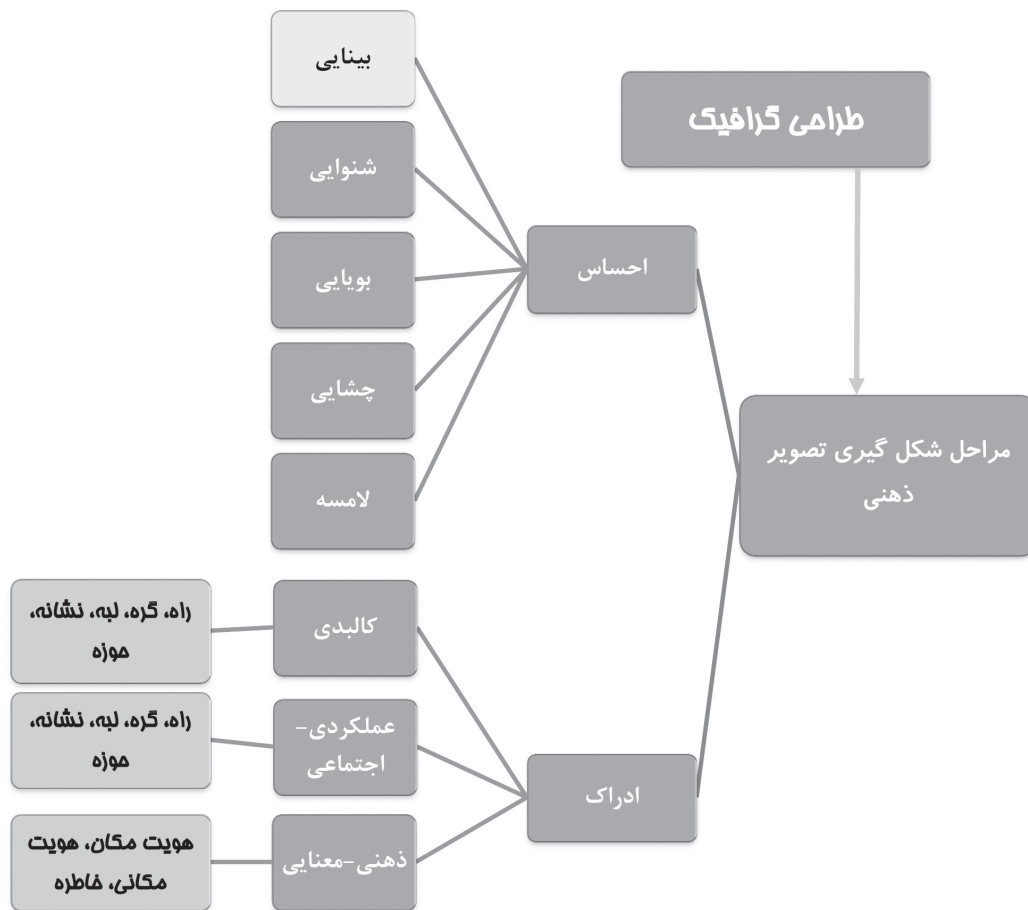 طراحی گرافیک
مراحل شکل گیری تصویر
ذهنی
احساس
بینایی
شنوایی
بویایی
چشایی
لامسه
ادراک
کالبدی
راه، گره، لبه، نشانه،
حوزه
عملکردی-
اجتماعی
راه، گره، لبه، نشانه،
حوزه
ذهنی-معنایی
هویت مکان، هویت
مکانی، خاطره